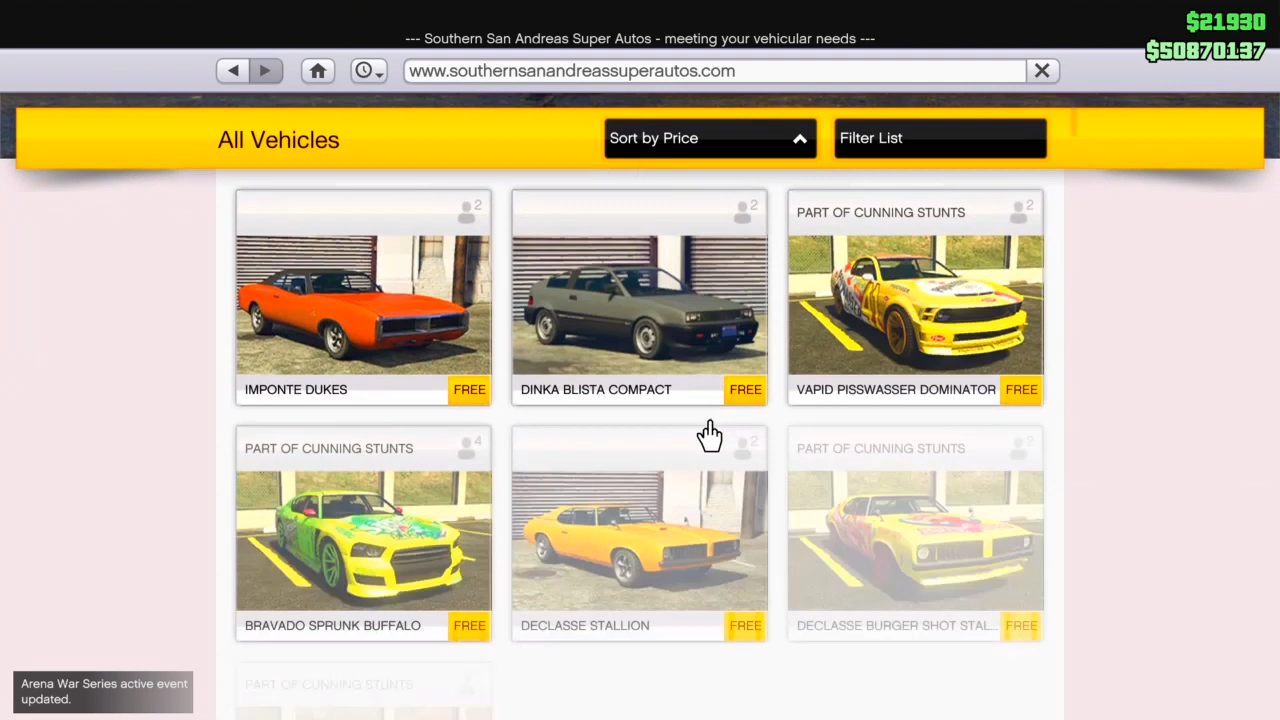 $21930
--- Southern San Andreas Super Autos - meeting your vehicular needs ---
$50870137
www.southernsanandreassuperautos.com
All Vehicles
Sort by Price
Filter List
2
2
PART OF CUNNING STUNTS
2
IMPONTE DUKES
FREE
DINKA BLISTA COMPACT
FREE
VAPID PISSWASSER DOMINATOR
FREE
PART OF CUNNING STUNTS
4
2
PART OF CUNNING STUNTS
2
BRAVADO SPRUNK BUFFALO
FREE
DECLASSE STALLION
FREE
DECLASSE BURGER SHOT STAL...
FREE
PART OF CUNNING STUNTS
Arena War Series active event
updated.